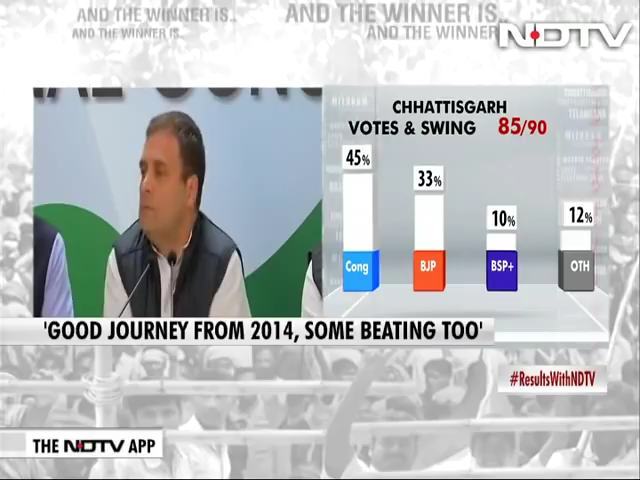 AND THE WINNER IS..
AND THE WINNER IS..
AND THE WINNER IS..
AND THE WINNER
NDTV
CHHATTISGARH
VOTES & SWING 85/90
45%
33%
10%
12%
Cong
BJP
BSP+
OTH
'GOOD JOURNEY FROM 2014, SOME BEATING TOO'
#ResultsWithNDTV
THE NDTV APP